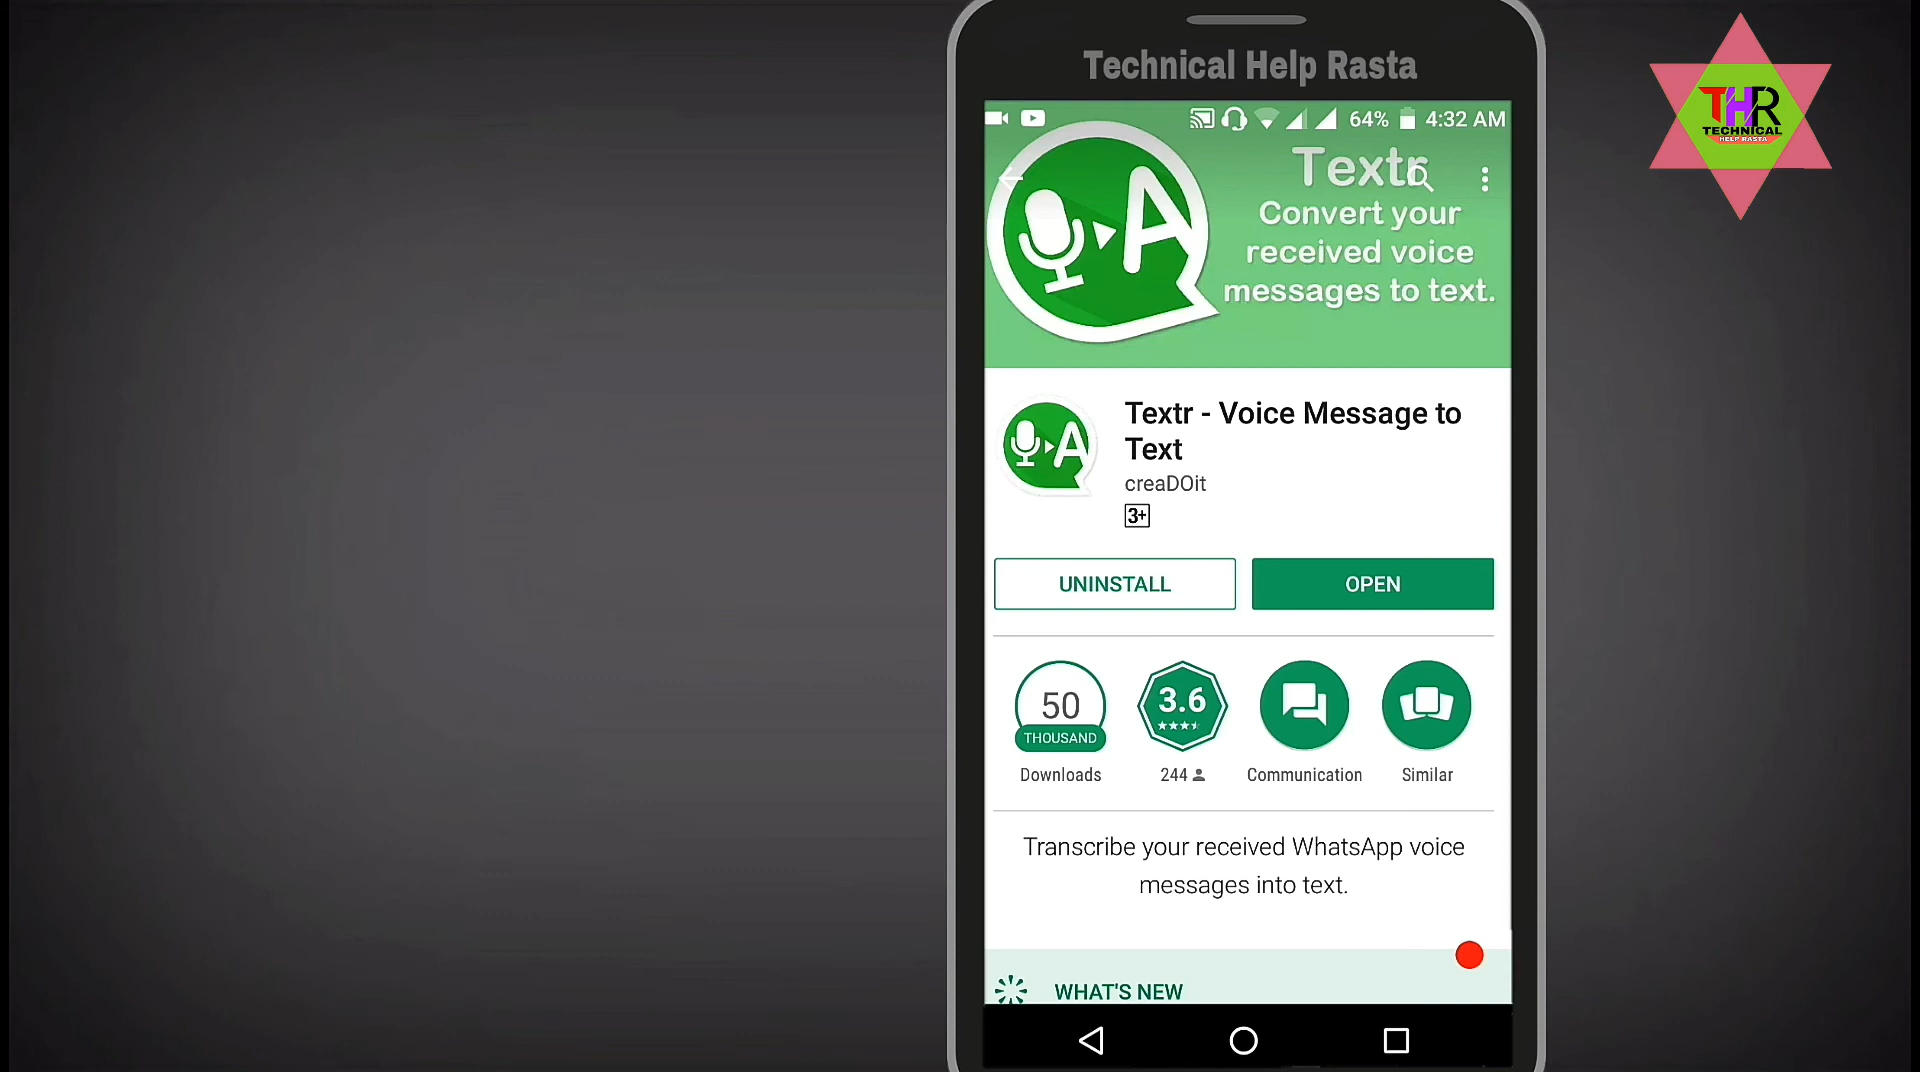 Technical Help Rasta
THR
TECHNICAL
HELP RASTA
64% 4:32 AM
Textr
Convert your
received voice
messages to text.
A
Textr - Voice Message to
Text
creaDOit
3+
A
UNINSTALL
OPEN
50
THOUSAND
Downloads
3.6
244
Communication
Similar
Transcribe your received WhatsApp voice
messages into text.
WHAT'S NEW